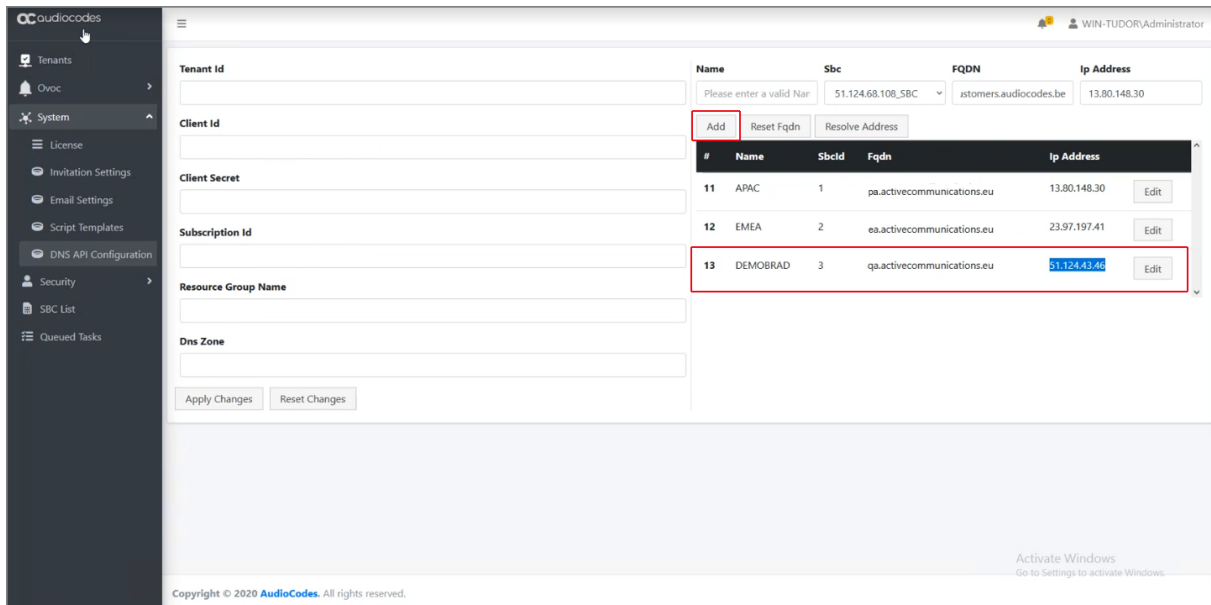 audiocodes
WIN-TUDOR\Administrator
Tenants
Ovoc
System
License
Invitation Settings
Email Settings
Script Templates
DNS API Configuration
Security
SBC List
Queued Tasks
Tenant Id
Client Id
Client Secret
Subscription Id
Resource Group Name
Dns Zone
Apply Changes Reset Changes
Name Sbc FQDN Ip Address
Please enter a valid Nar 51.124.68.108_SBC ustomers.audiocodes.be 13.80.148.30
Add Reset Fqdn Resolve Address
# Name SbcId Fqdn Ip Address
11 APAC 1 pa.activecommunications.eu 13.80.148.30 Edit
12 EMEA 2 ea.activecommunications.eu 23.97.197.41 Edit
13 DEMOBRAD 3 qa.activecommunications.eu 51.124.43.46 Edit
Activate Windows
Go to Settings to activate Windows.
Copyright © 2020 AudioCodes. All rights reserved.